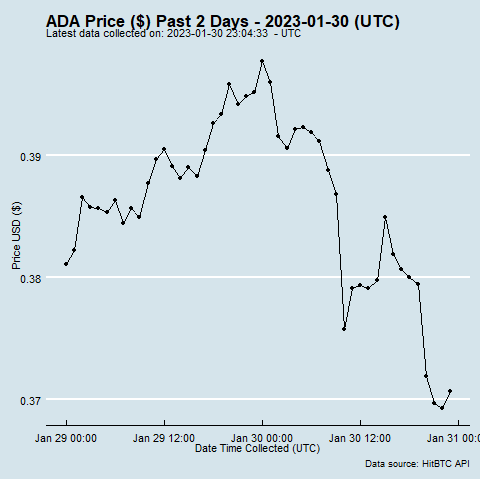 ADA Price ($) Past 2 Days - 2023-01-30 (UTC)
Latest data collected on: 2023-01-30 23:04:33 - UTC
0.39
0.38
0.37
Price USD ($)
Jan 29 00:00
Jan 29 12:00
Jan 30 00:00
Jan 30 12:00
Jan 31 00:
Date Time Collected (UTC)
Data source: HitBTC API